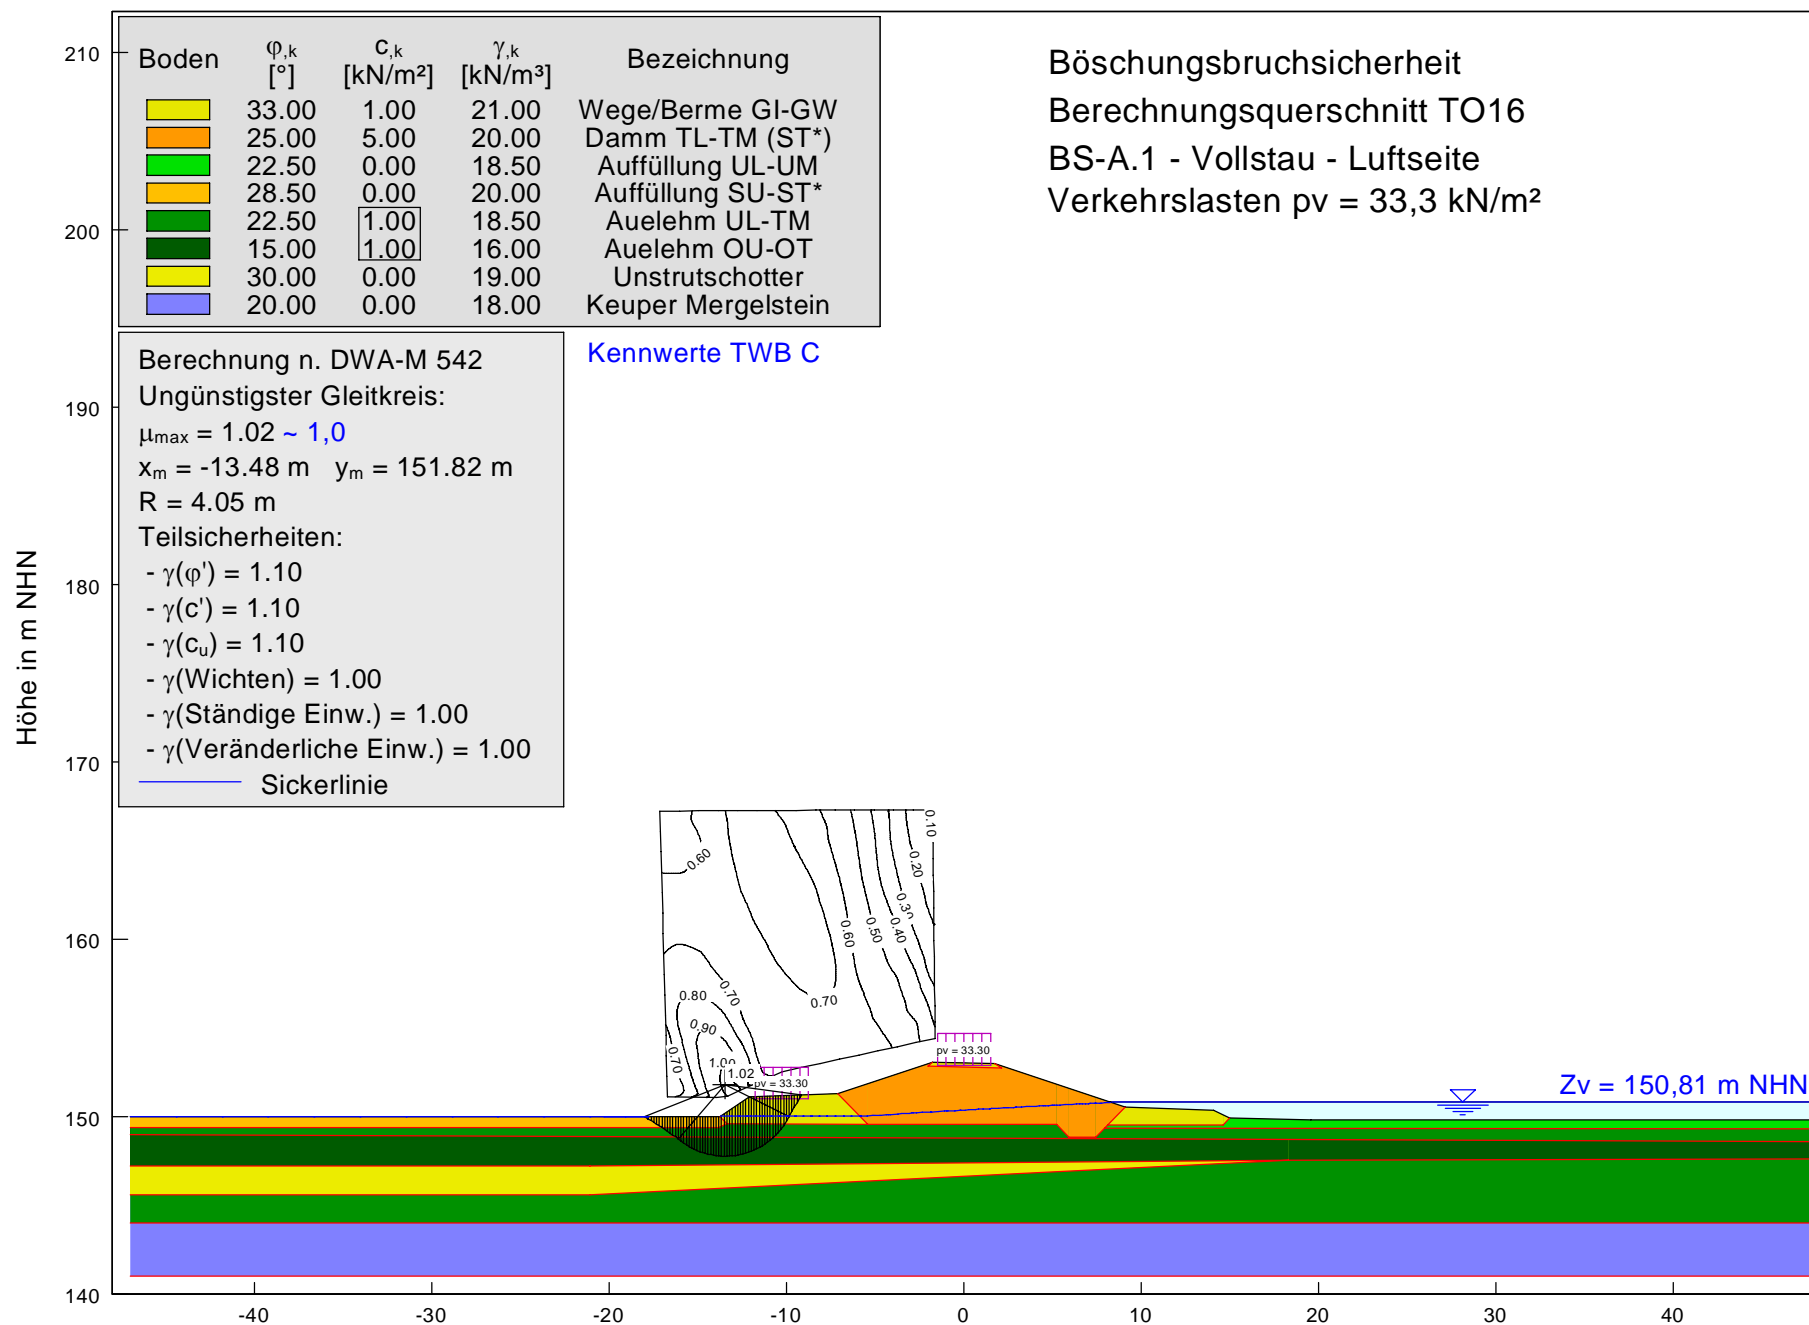 Boden φ,k c,k γ,k Bezeichnung
[°] [kN/m²] [kN/m³]
33.00 1.00 21.00 Wege/Berme GI-GW
25.00 5.00 20.00 Damm TL-TM (ST*)
22.50 0.00 18.50 Auffüllung UL-UM
28.50 0.00 20.00 Auffüllung SU-ST*
22.50 1.00 18.50 Auelehm UL-TM
15.00 1.00 16.00 Auelehm OU-OT
30.00 0.00 19.00 Unstrutschotter
20.00 0.00 18.00 Keuper Mergelstein
Böschungsbruchsicherheit
Berechnungsquerschnitt TO16
BS-A.1 - Vollstau - Luftseite
Verkehrslasten pv = 33,3 kN/m²
Kennwerte TWB C
Berechnung n. DWA-M 542
Ungünstigster Gleitkreis:
μmax = 1.02 ~ 1,0
xm = -13.48 m ym = 151.82 m
R = 4.05 m
Teilsicherheiten:
- γ(φ') = 1.10
- γ(c') = 1.10
- γ(cu) = 1.10
- γ(Wichten) = 1.00
- γ(Ständige Einw.) = 1.00
- γ(Veränderliche Einw.) = 1.00
Sickerlinie
Höhe in m NHN
210
200
190
180
170
160
150
140
0.60
0.10
0.20
0.30
0.40
0.50
0.60
0.70
0.70
0.80
0.90
0.70
1.00
1.02
pv = 33.30
pv = 33.30
Zv = 150,81 m NHN
-40 -30 -20 -10 0 10 20 30 40